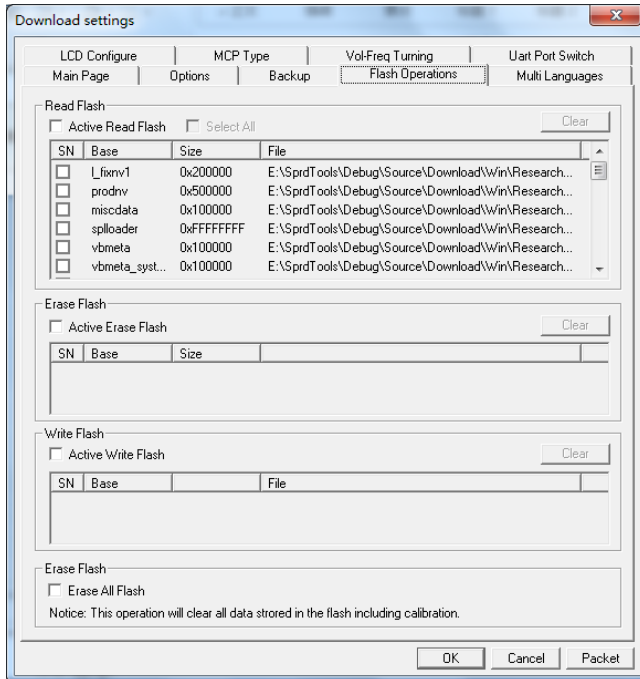 Download settings
LCD Configure MCP Type Vol-Freq Turning Uart Port Switch
Main Page Options Backup Flash Operations Multi Languages
Read Flash
Active Read Flash Select All Clear
SN Base Size File
l_fixnv1 0x200000 E:\SprdTools\Debug\Source\Download\Win\Research...
prodnv 0x500000 E:\SprdTools\Debug\Source\Download\Win\Research...
miscdata 0x100000 E:\SprdTools\Debug\Source\Download\Win\Research...
splloader 0xFFFFFFFF E:\SprdTools\Debug\Source\Download\Win\Research...
vbmeta 0x100000 E:\SprdTools\Debug\Source\Download\Win\Research...
vbmeta_syst... 0x100000 E:\SprdTools\Debug\Source\Download\Win\Research...
Erase Flash
Active Erase Flash Clear
SN Base Size
Write Flash
Active Write Flash Clear
SN Base File
Erase Flash
Erase All Flash
Notice: This operation will clear all data strored in the flash including calibration.
OK Cancel Packet